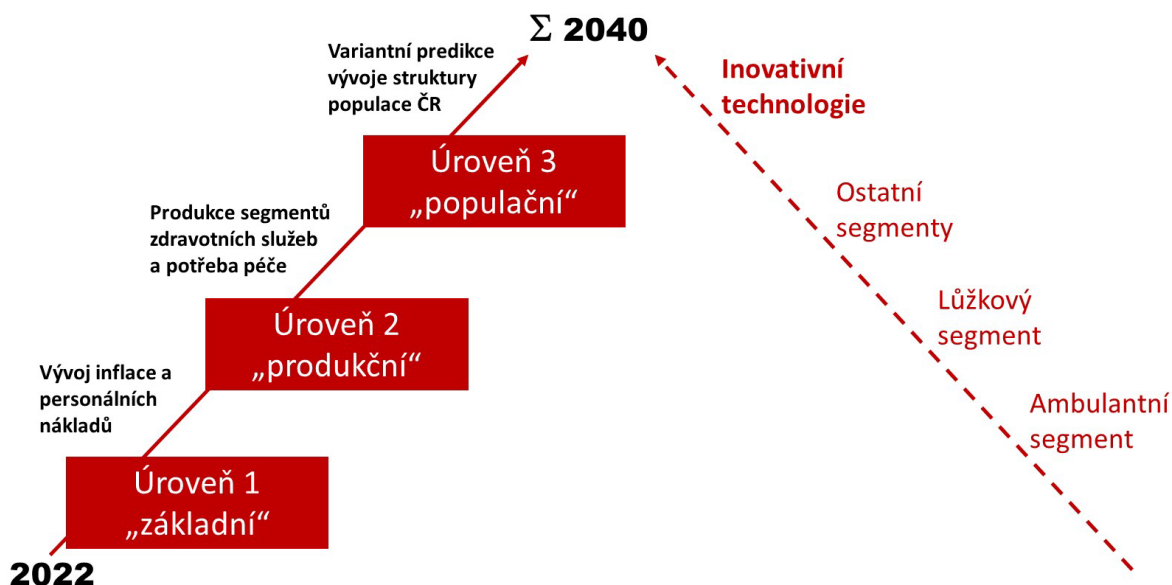 Σ 2040
Variantní predikce
vývoje struktury
populace ČR
Inovativní
technologie
Úroveň 3
„populační“
Ostatní
segmenty
Produkce segmentů
zdravotních služeb
a potřeba péče
Lůžkový
segment
Úroveň 2
„produkční“
Vývoj inflace a
personálních
nákladů
Ambulantní
segment
Úroveň 1
„základní“
2022